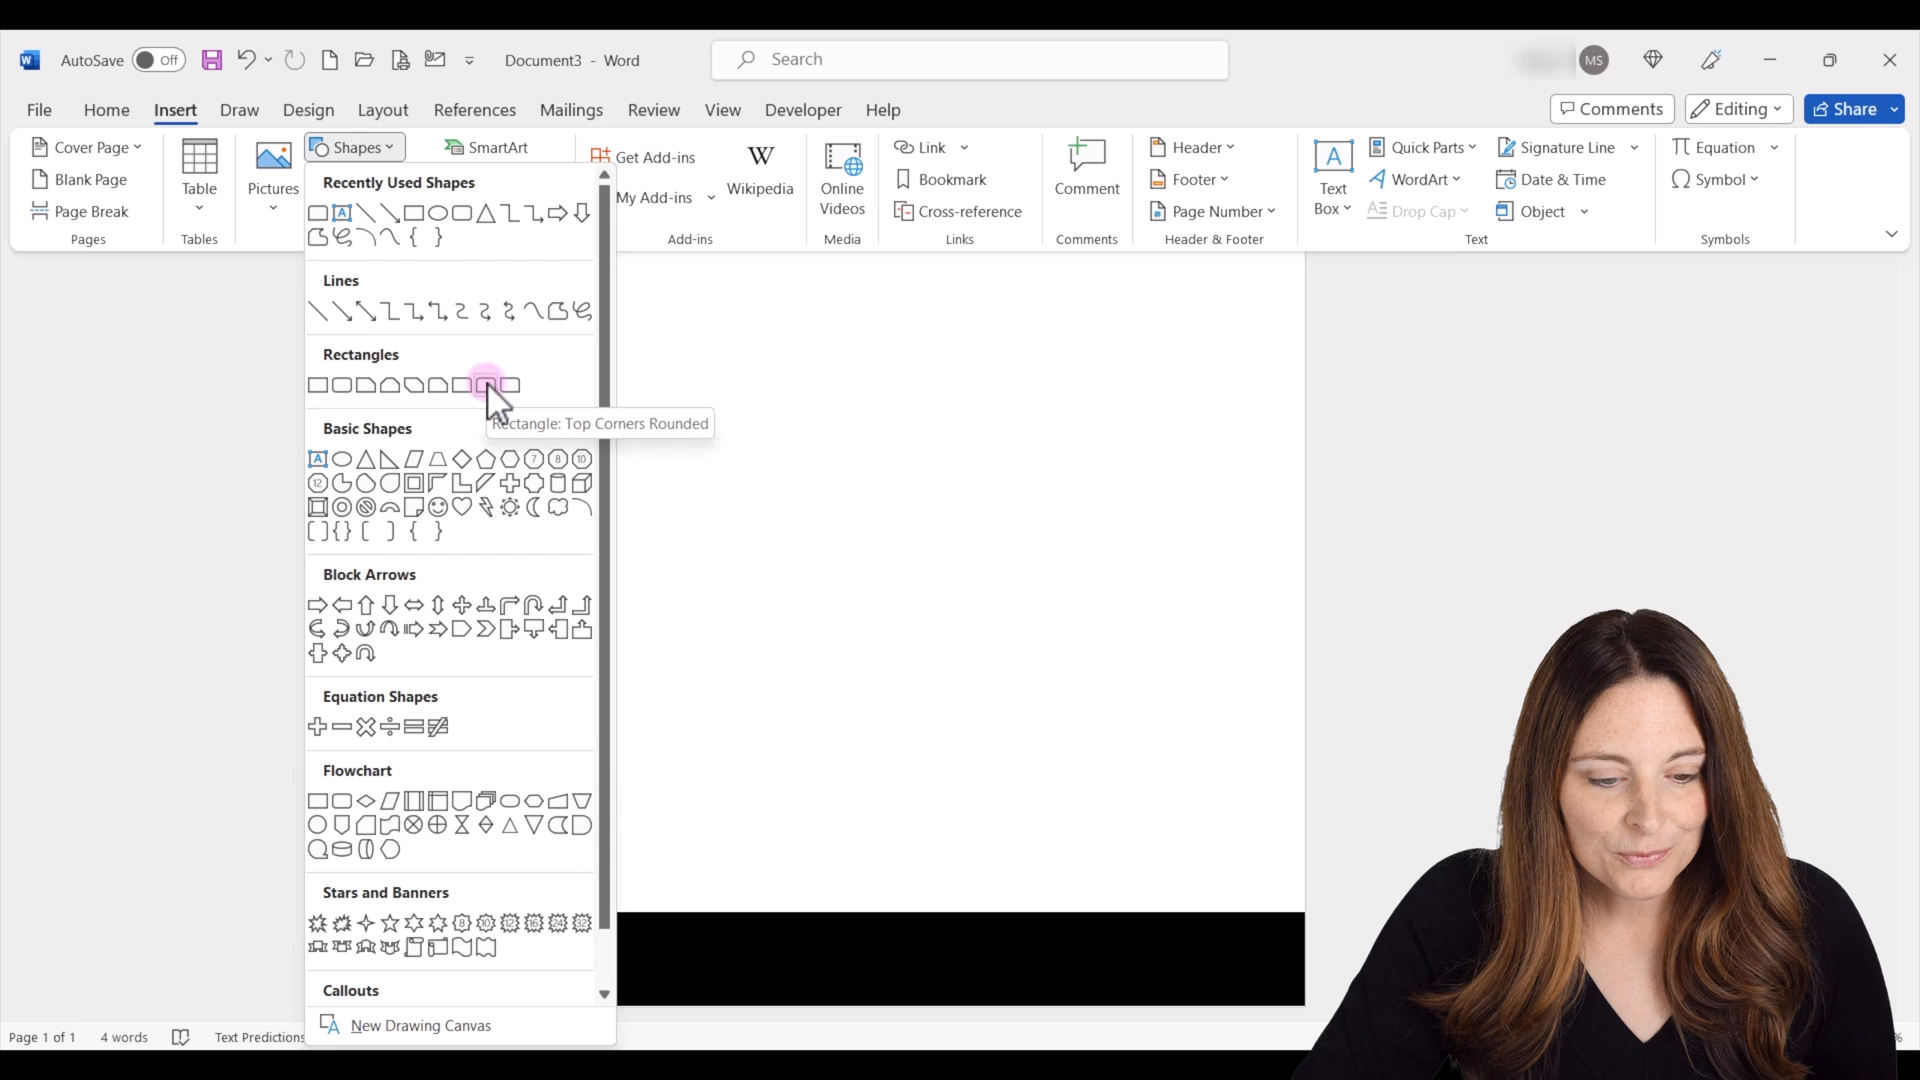 AutoSave Off Document3 - Word Search MS
File Home Insert Draw Design Layout References Mailings Review View Developer Help Comments Editing Share
Cover Page
Blank Page
Page Break
Pages
Table
Tables
Pictures
Shapes
SmartArt
Get Add-ins
My Add-ins
Add-ins
W
Wikipedia
Online
Videos
Media
Link
Bookmark
Cross-reference
Links
Comment
Comments
Header
Footer
Page Number
Header & Footer
Text
Box
Quick Parts
WordArt
Drop Cap
Signature Line
Date & Time
Object
Text
Equation
Symbol
Symbols
Recently Used Shapes
Lines
Rectangles
Rectangle: Top Corners Rounded
Basic Shapes
Block Arrows
Equation Shapes
Flowchart
Stars and Banners
Callouts
New Drawing Canvas
Page 1 of 1 4 words Text Predictions